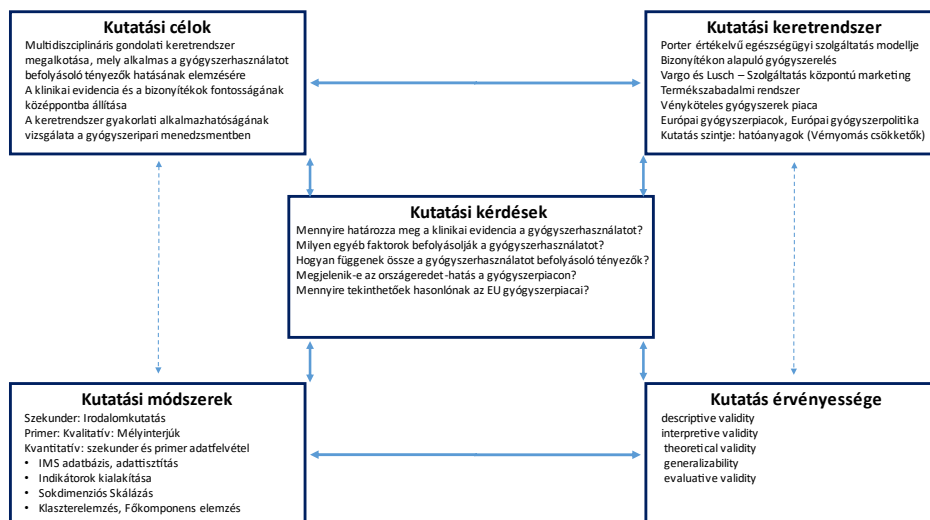 Kutatási célok
Multidiszciplináris gondolati keretrendszer
megalkotása, mely alkalmas a gyógyszerhasználatot
befolyásoló tényezők hatásának elemzésére
A klinikai evidencia és a bizonyítékok fontosságának
középpontba állítása
A keretrendszer gyakorlati alkalmazhatóságának
vizsgálata a gyógyszeripari menedzsmentben
Kutatási keretrendszer
Porter értékelvű egészségügyi szolgáltatás modellje
Bizonyítékon alapuló gyógyszerelés
Vargo és Lusch – Szolgáltatás központú marketing
Termékszabadalmi rendszer
Vényköteles gyógyszerek piaca
Európai gyógyszerpiacok, Európai gyógyszerpolitika
Kutatás szintje: hatóanyagok (Vérnyomás csökketők)
Kutatási kérdések
Mennyire határozza meg a klinikai evidencia a gyógyszerhasználatot?
Milyen egyéb faktorok befolyásolják a gyógyszerhasználatot?
Hogyan függenek össze a gyógyszerhasználatot befolyásoló tényezők?
Megjelenik-e az országeredet-hatás a gyógyszerpiacon?
Mennyire tekinthetőek hasonlónak az EU gyógyszerpiacai?
Kutatási módszerek
Szekunder: Irodalomkutatás
Primer: Kvalitatív: Mélyinterjúk
Kvantitatív: szekunder és primer adatfelvétel
• IMS adatbázis, adattisztítás
• Indikátorok kialakítása
• Sokdimenziós Skálázás
• Klaszterelemzés, Főkomponens elemzés
Kutatás érvényessége
descriptive validity
interpretive validity
theoretical validity
generalizability
evaluative validity